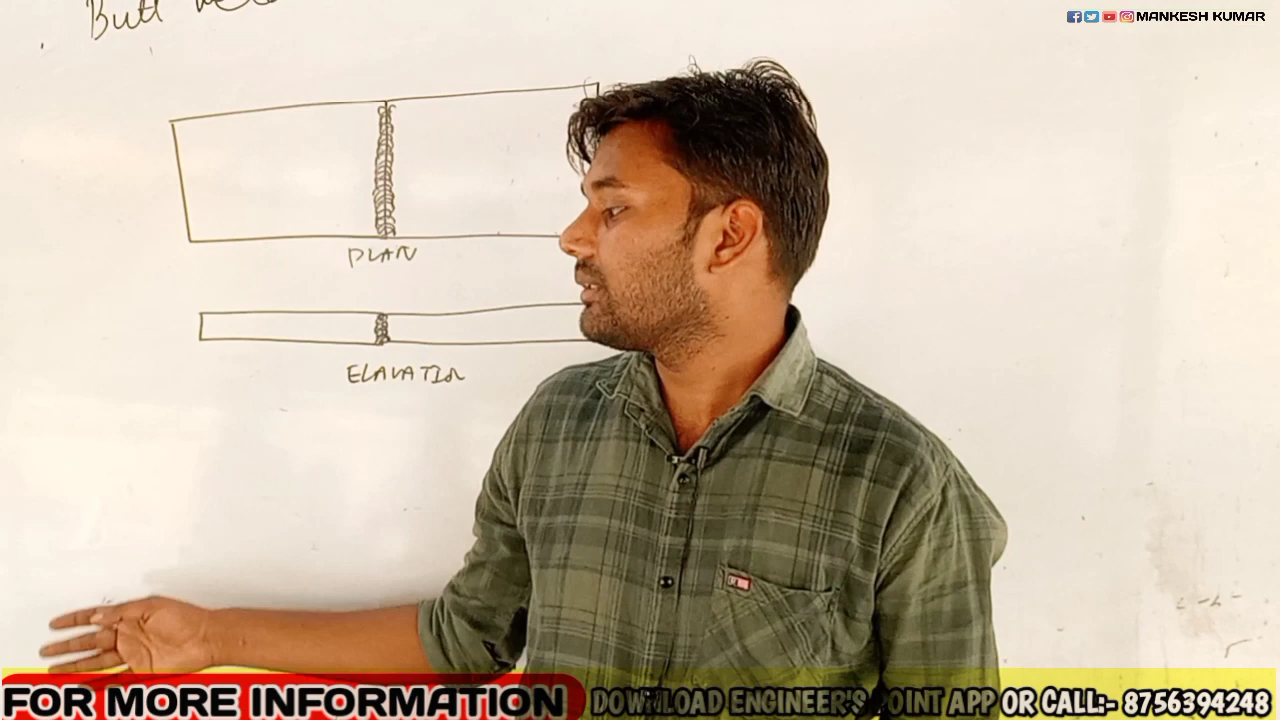 MANKESH KUMAR
Butt
PLAN
ELAVATION
FOR MORE INFORMATION
DOWNLOAD ENGINEER'S POINT APP OR CALL:- 8756394248